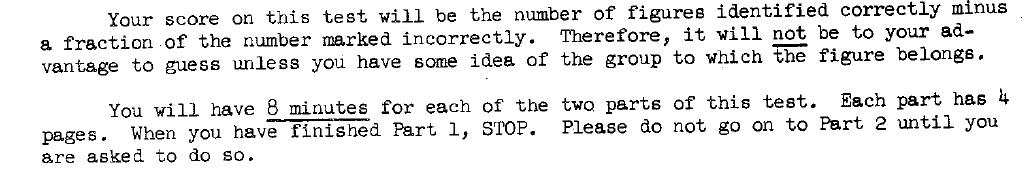 Your score on this test will be the number of figures identified correctly minus
a fraction of the number marked incorrectly. Therefore, it will not be to your ad-
vantage to guess unless you have some idea of the group to which the figure belongs.
You will have 8 minutes for each of the two parts of this test. Each part has 4
pages. When you have finished Part 1, STOP. Please do not go on to Part 2 until you
are asked to do so.